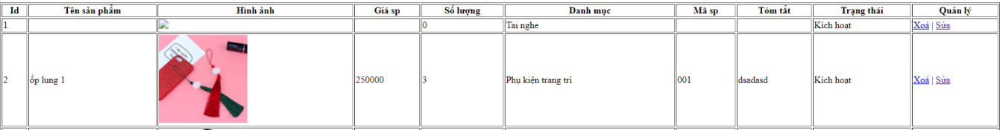 Id Tên sản phẩm Hình ảnh Giá sp Số lượng Danh mục Mã sp Tóm tắt Trạng thái Quản lý
1 0 Tai nghe Kích hoạt Xoá | Sửa
2 ốp lung 1 250000 3 Phụ kiện trang trí 001 dsadasd Kích hoạt Xoá | Sửa